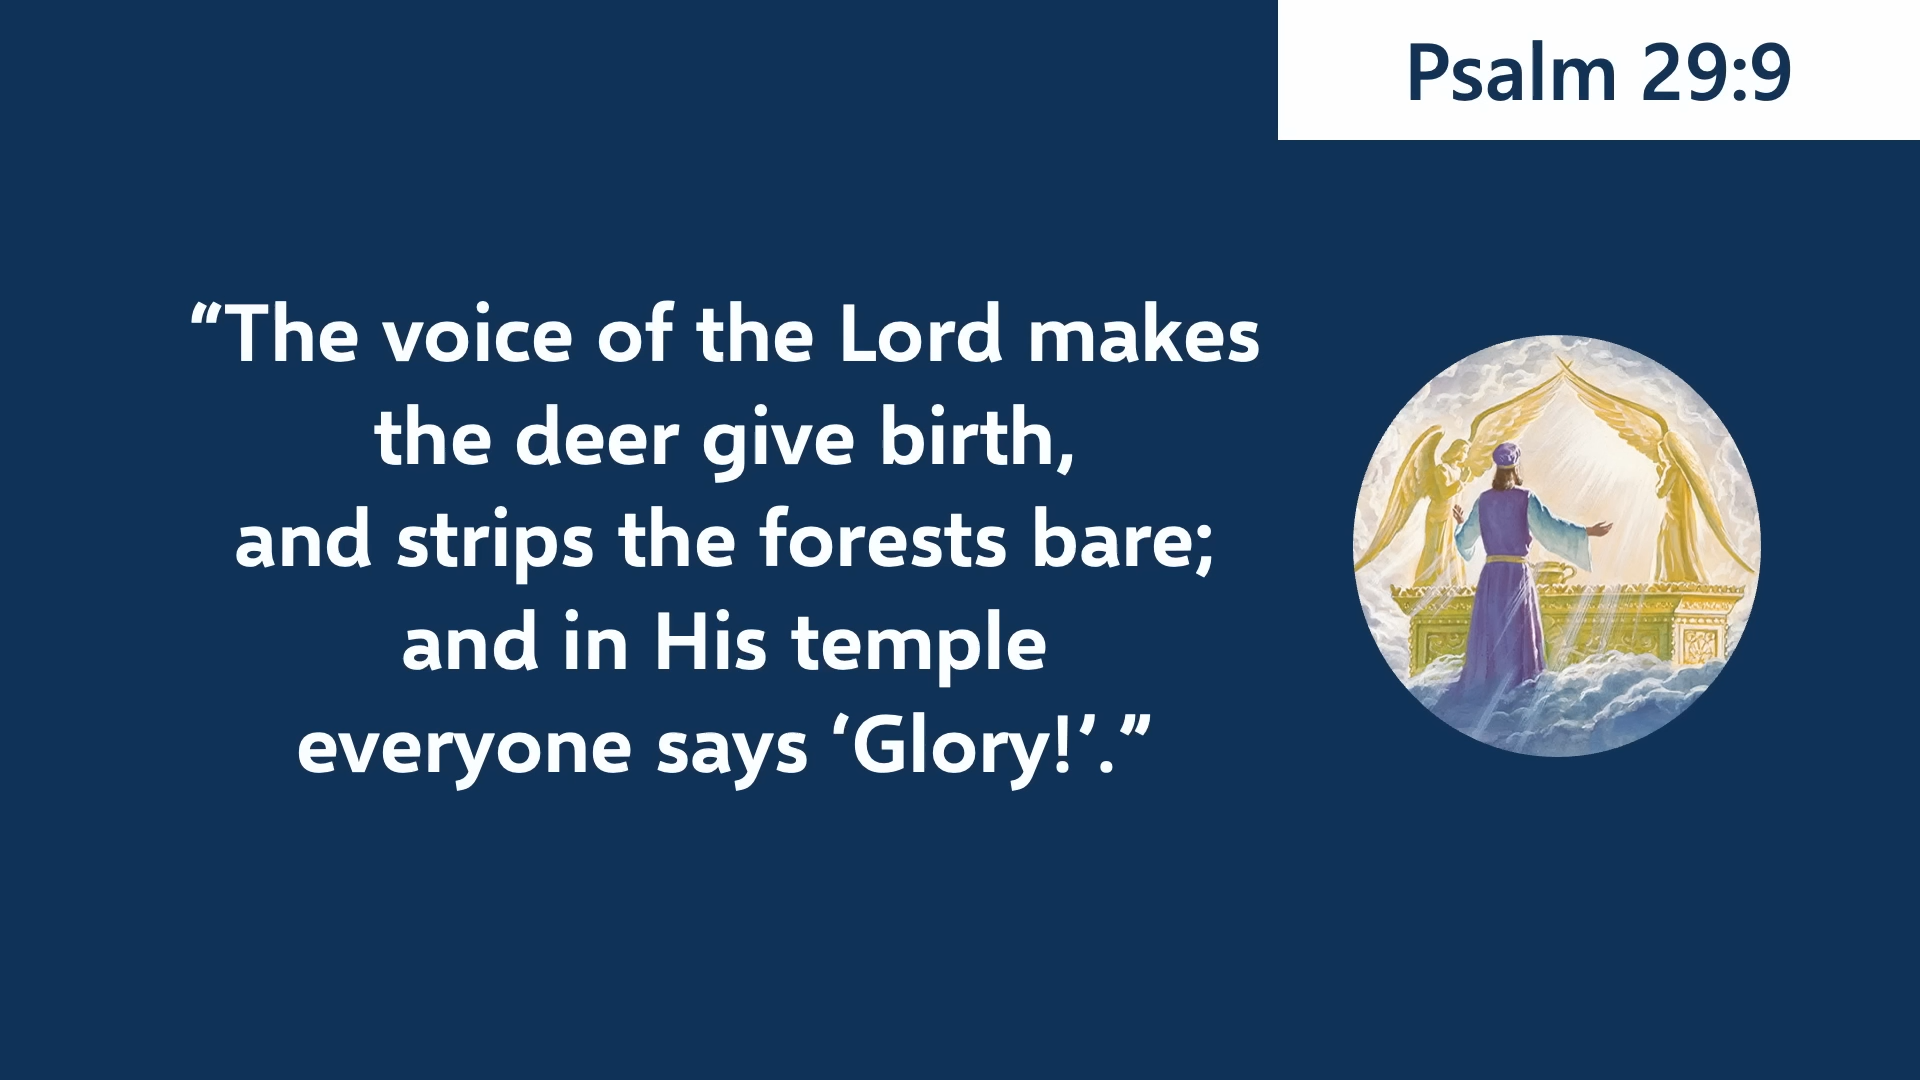 Psalm 29:9
“The voice of the Lord makes
the deer give birth,
and strips the forests bare;
and in His temple
everyone says ‘Glory!’.”